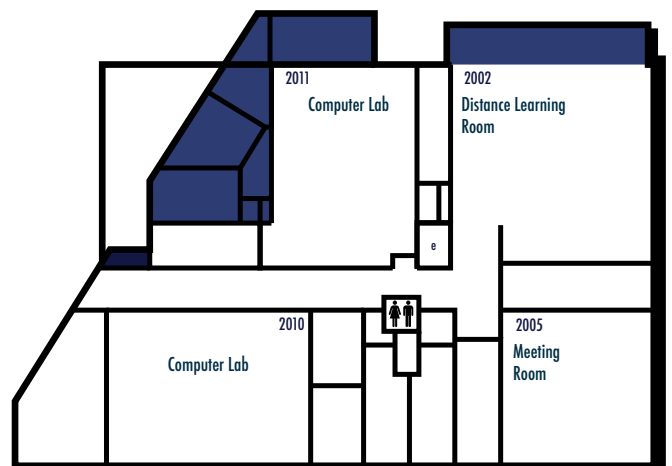 2011
Computer Lab
2002
Distance Learning
Room
e
2010
Computer Lab
2005
Meeting
Room